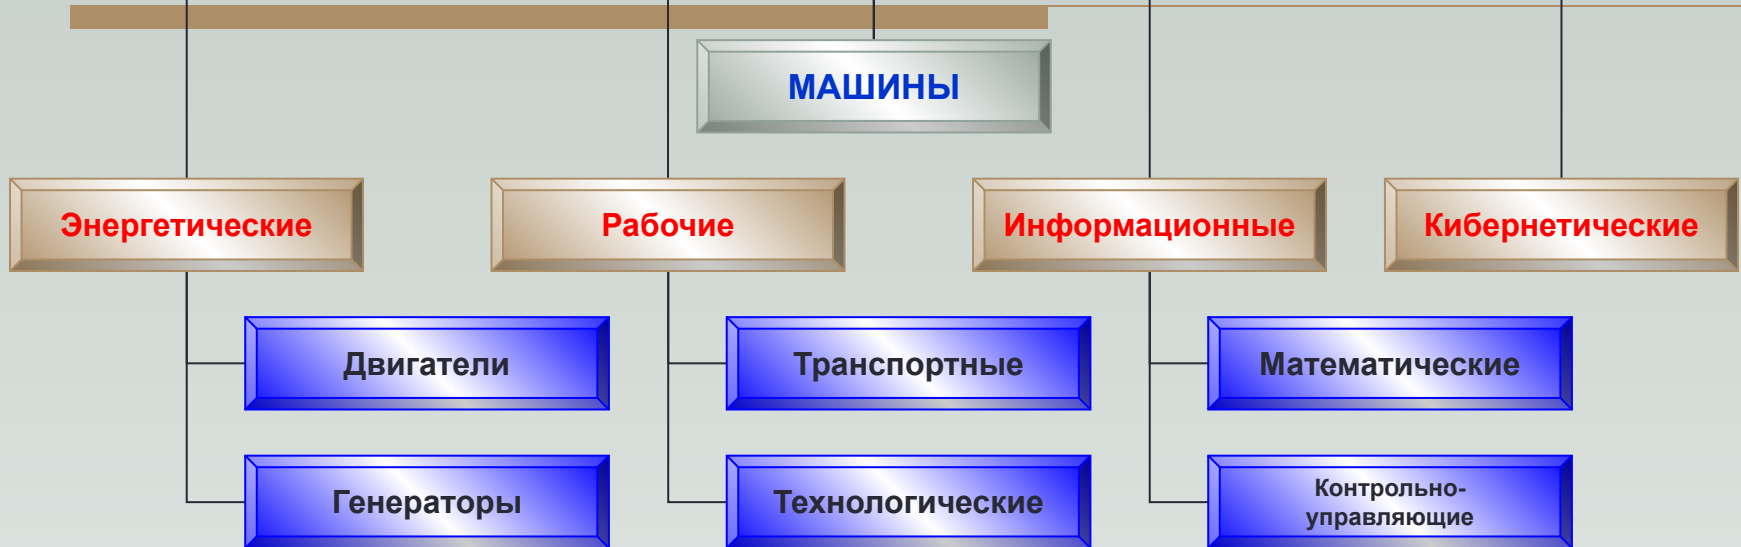 МАШИНЫ
Энергетические
Рабочие
Информационные
Кибернетические
Двигатели
Транспортные
Математические
Генераторы
Технологические
Контрольно-
управляющие